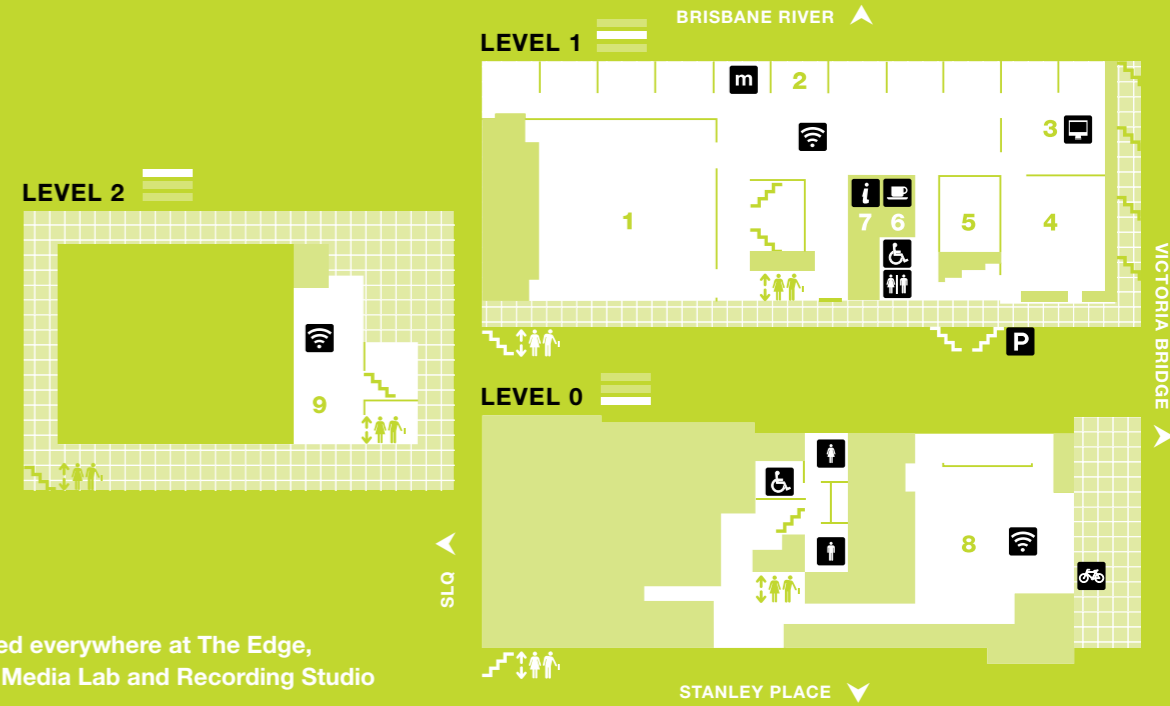 BRISBANE RIVER
LEVEL 1
m
2
3
1
7
6
5
4
P
LEVEL 2
9
VICTORIA BRIDGE
LEVEL 0
8
SLQ
ed everywhere at The Edge,
Media Lab and Recording Studio
STANLEY PLACE